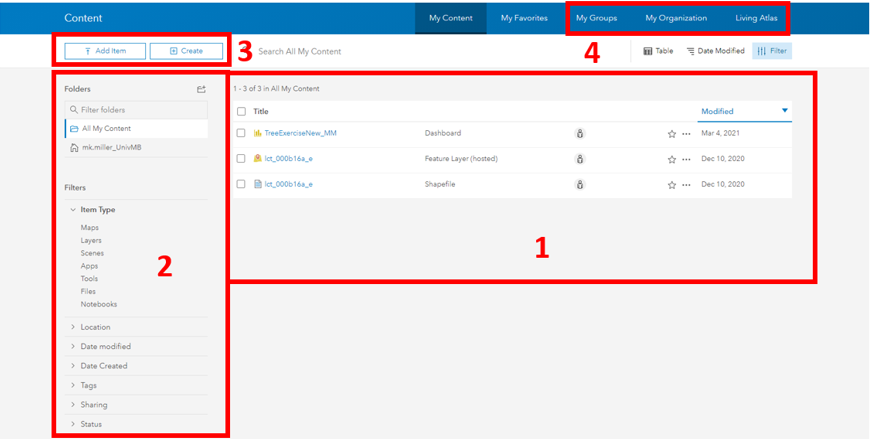 Content
My Content
My Favorites
My Groups
My Organization
Living Atlas
Add Item
Create
3
Search All My Content
4
Table
Date Modified
Filter
Folders
Filter folders
All My Content
mk.miller_UnivMB
Filters
Item Type
Maps
Layers
Scenes
Apps
Tools
Files
Notebooks
2
Location
Date modified
Date Created
Tags
Sharing
Status
1 - 3 of 3 in All My Content
Title Modified
TreeExerciseNew_MM Dashboard Mar 4, 2021
lct_000b16a_e Feature Layer (hosted) Dec 10, 2020
lct_000b16a_e Shapefile Dec 10, 2020
1